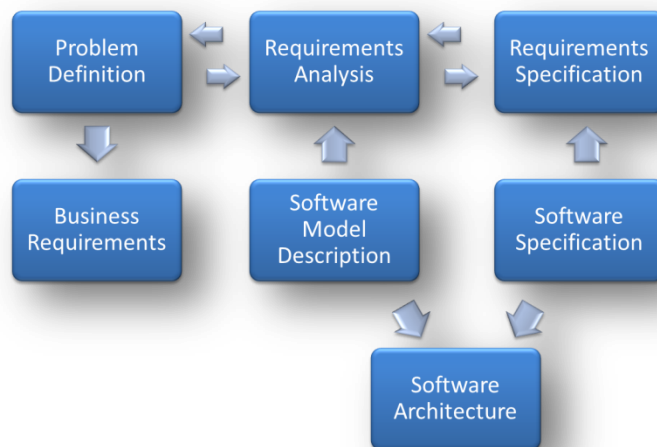 Problem
Definition
Requirements
Analysis
Requirements
Specification
Business
Requirements
Software
Model
Description
Software
Specification
Software
Architecture